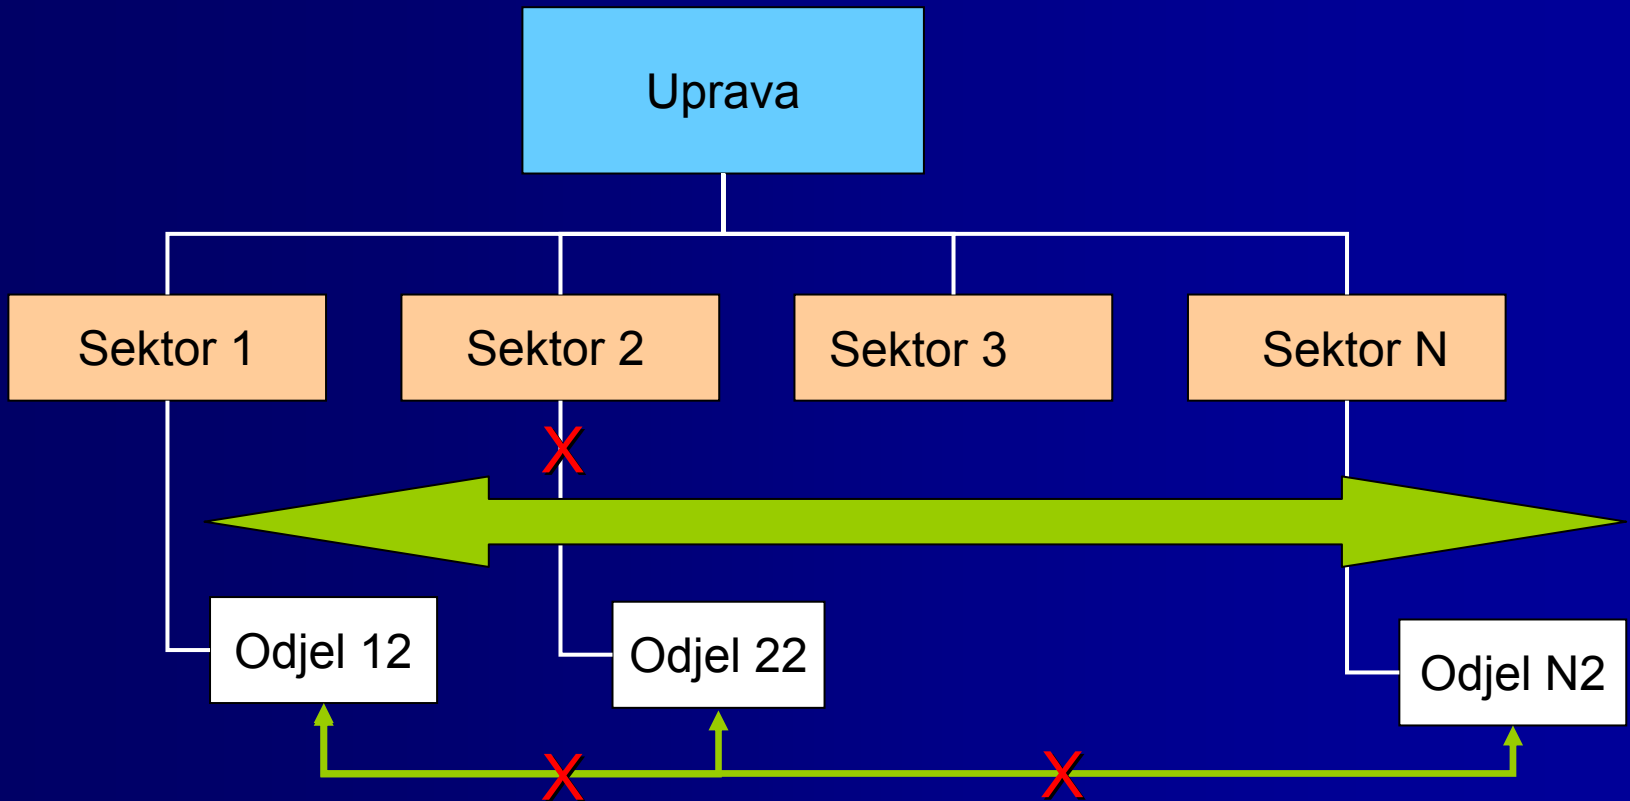 Uprava
Sektor 1
Sektor 2
Sektor 3
Sektor N
X
Odjel 12
Odjel 22
Odjel N2
X
X